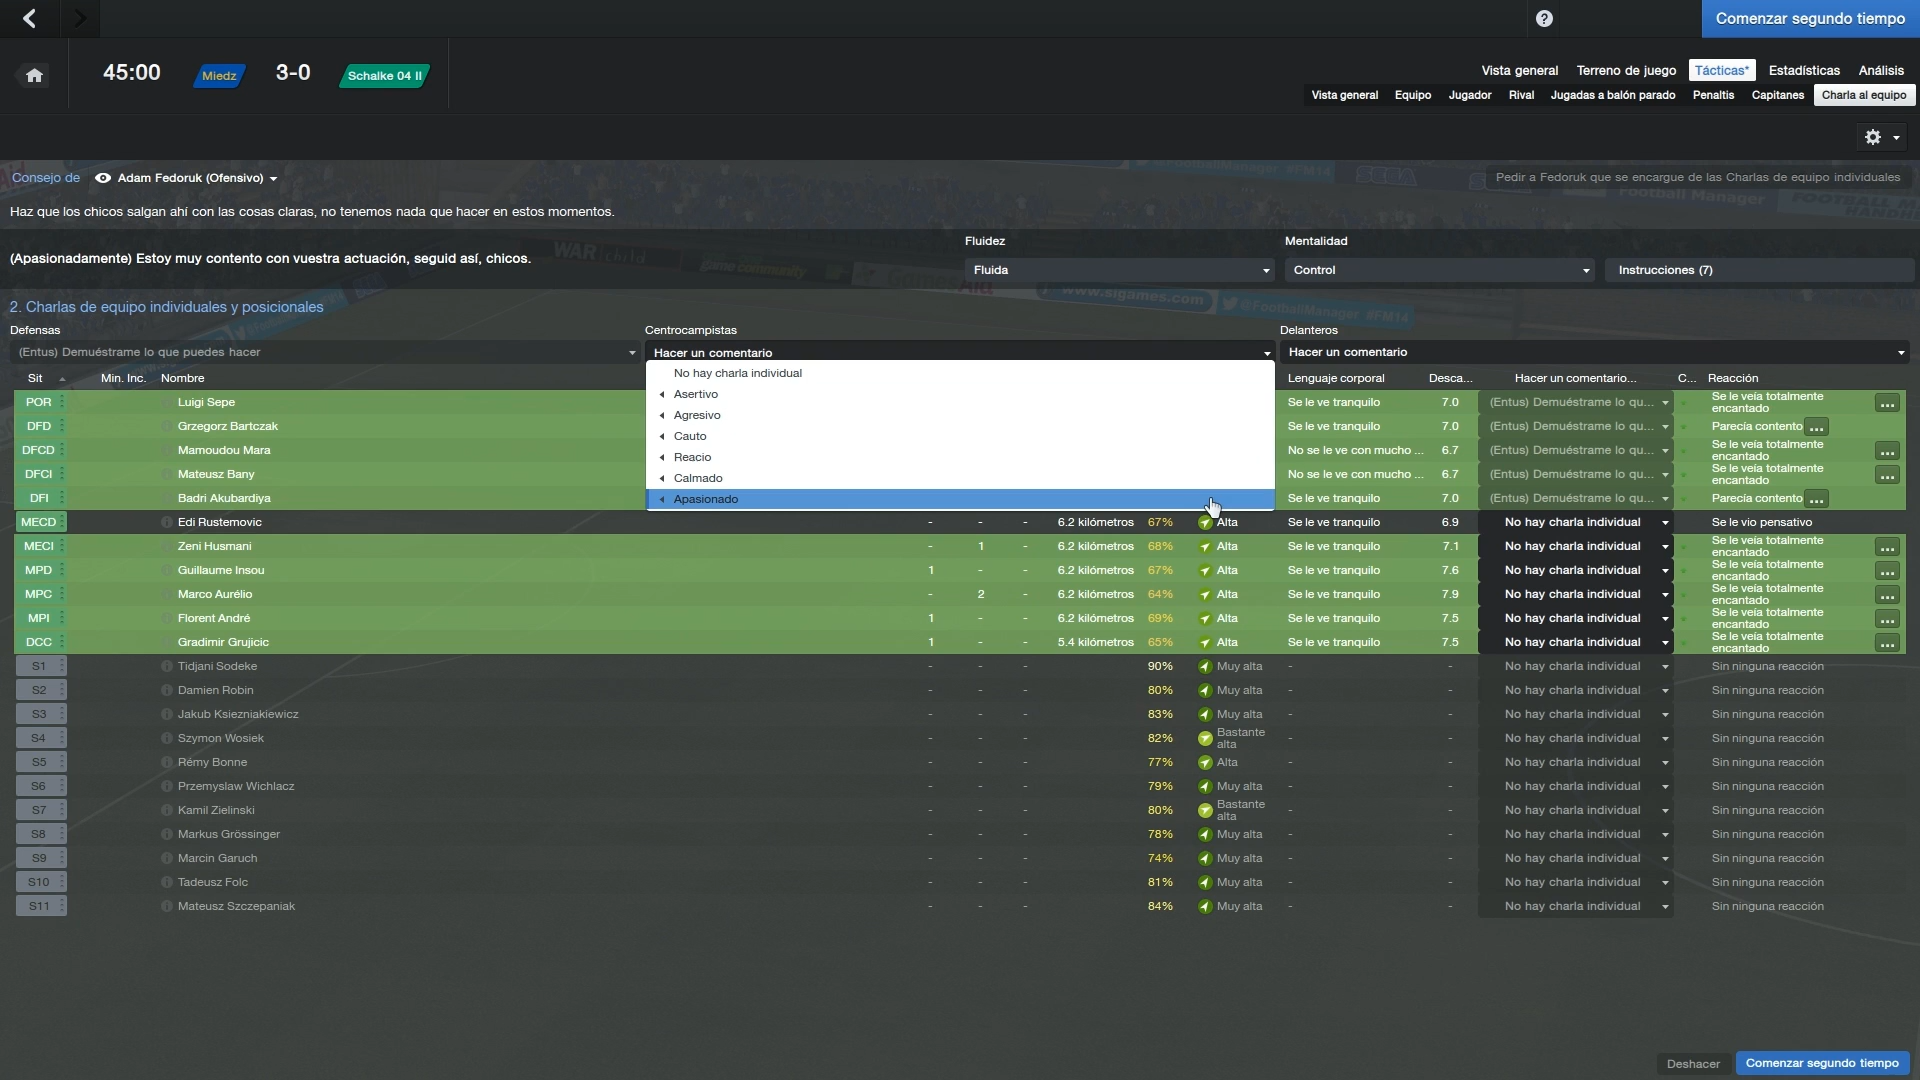 ?
Comenzar segundo tiempo
45:00 Miedz 3-0 Schalke 04 II
Vista general Terreno de juego Tácticas* Estadísticas Análisis
Vista general Equipo Jugador Rival Jugadas a balón parado Penaltis Capitanes Charla al equipo
Consejo de Adam Fedoruk (Ofensivo)
Pedir a Fedoruk que se encargue de las Charlas de equipo individuales
Haz que los chicos salgan ahí con las cosas claras, no tenemos nada que hacer en estos momentos.
Fluidez Mentalidad
(Apasionadamente) Estoy muy contento con vuestra actuación, seguid así, chicos.
Fluida Control Instrucciones (7)
2. Charlas de equipo individuales y posicionales
Defensas Centrocampistas Delanteros
(Entus) Demuéstrame lo que puedes hacer Hacer un comentario Hacer un comentario
No hay charla individual
Asertivo
Agresivo
Cauto
Reacio
Calmado
Apasionado
Sit Min. Inc. Nombre Lenguaje corporal Desca... Hacer un comentario... C... Reacción
POR Luigi Sepe Se le ve tranquilo 7.0 (Entus) Demuéstrame lo qu... Se le veía totalmente encantado ...
DFD Grzegorz Bartczak Se le ve tranquilo 7.0 (Entus) Demuéstrame lo qu... Parecía contento ...
DFCD Mamoudou Mara No se le ve con mucho ... 6.7 (Entus) Demuéstrame lo qu... Se le veía totalmente encantado ...
DFCI Mateusz Bany No se le ve con mucho ... 6.7 (Entus) Demuéstrame lo qu... Se le veía totalmente encantado ...
DFI Badri Akubardiya Se le ve tranquilo 7.0 (Entus) Demuéstrame lo qu... Parecía contento ...
MECD Edi Rustemovic - - - 6.2 kilómetros 67% Alta Se le ve tranquilo 6.9 No hay charla individual Se le vio pensativo
MECI Zeni Husmani - 1 - 6.2 kilómetros 68% Alta Se le ve tranquilo 7.1 No hay charla individual Se le veía totalmente encantado ...
MPD Guillaume Insou 1 - - 6.2 kilómetros 67% Alta Se le ve tranquilo 7.6 No hay charla individual Se le veía totalmente encantado ...
MPC Marco Aurélio - 2 - 6.2 kilómetros 64% Alta Se le ve tranquilo 7.9 No hay charla individual Se le veía totalmente encantado ...
MPI Florent André 1 - - 6.2 kilómetros 69% Alta Se le ve tranquilo 7.5 No hay charla individual Se le veía totalmente encantado ...
DCC Gradimir Grujicic 1 - - 5.4 kilómetros 65% Alta Se le ve tranquilo 7.5 No hay charla individual Se le veía totalmente encantado ...
S1 Tidjani Sodeke - - - 90% Muy alta - - No hay charla individual Sin ninguna reacción
S2 Damien Robin - - - 80% Muy alta - - No hay charla individual Sin ninguna reacción
S3 Jakub Ksiezniakiewicz - - - 83% Muy alta - - No hay charla individual Sin ninguna reacción
S4 Szymon Wosiek - - - 82% Bastante alta - - No hay charla individual Sin ninguna reacción
S5 Rémy Bonne - - - 77% Alta - - No hay charla individual Sin ninguna reacción
S6 Przemyslaw Wichlacz - - - 79% Muy alta - - No hay charla individual Sin ninguna reacción
S7 Kamil Zielinski - - - 80% Bastante alta - - No hay charla individual Sin ninguna reacción
S8 Markus Grössinger - - - 78% Muy alta - - No hay charla individual Sin ninguna reacción
S9 Marcin Garuch - - - 74% Muy alta - - No hay charla individual Sin ninguna reacción
S10 Tadeusz Folc - - - 81% Muy alta - - No hay charla individual Sin ninguna reacción
S11 Mateusz Szczepaniak - - - 84% Muy alta - - No hay charla individual Sin ninguna reacción
Deshacer Comenzar segundo tiempo